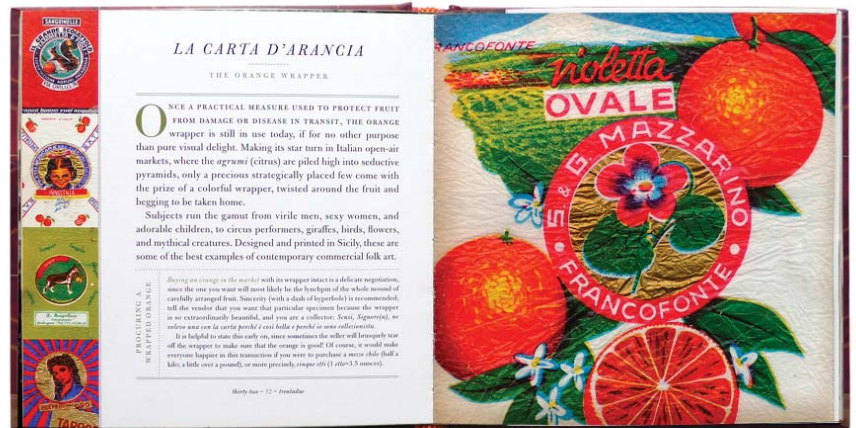 SANGUINELLE
LA CARTA D'ARANCIA
THE ORANGE WRAPPER
ONCE A PRACTICAL MEASURE USED TO PROTECT FRUIT
FROM DAMAGE OR DISEASE IN TRANSIT, THE ORANGE
wrapper is still in use today, if for no other purpose
than pure visual delight. Making its star turn in Italian open-air
markets, where the agrumi (citrus) are piled high into seductive
pyramids, only a precious strategically placed few come with
the prize of a colorful wrapper, twisted around the fruit and
begging to be taken home.
Subjects run the gamut from virile men, sexy women, and
adorable children, to circus performers, giraffes, birds, flowers,
and mythical creatures. Designed and printed in Sicily, these are
some of the best examples of contemporary commercial folk art.
PROCURING A
WRAPPED ORANGE
Buying an orange in the market with its wrapper intact is a delicate negotiation,
since the one you want will most likely be the lynchpin of the whole mound of
carefully arranged fruit. Sincerity (with a dash of hyperbole) is recommended;
tell the vendor that you want that particular specimen because the wrapper
is so extraordinarily beautiful, and you are a collector: Scusi, Signore(a), ne
volevo una con la carta perché è così bella e perché io sono collezionista.
It is helpful to state this early on, since sometimes the seller will brusquely tear
off the wrapper to make sure that the orange is good! Of course, it would make
everyone happier in this transaction if you were to purchase a mezzo chilo (half a
kilo, a little over a pound), or more precisely, cinque etti (1 etto=3.5 ounces).
thirty-two ~ 32 ~ trentadue
RANCOFONTE
violetta
OVALE
S. & G. MAZZARINO
FRANCOFONTE